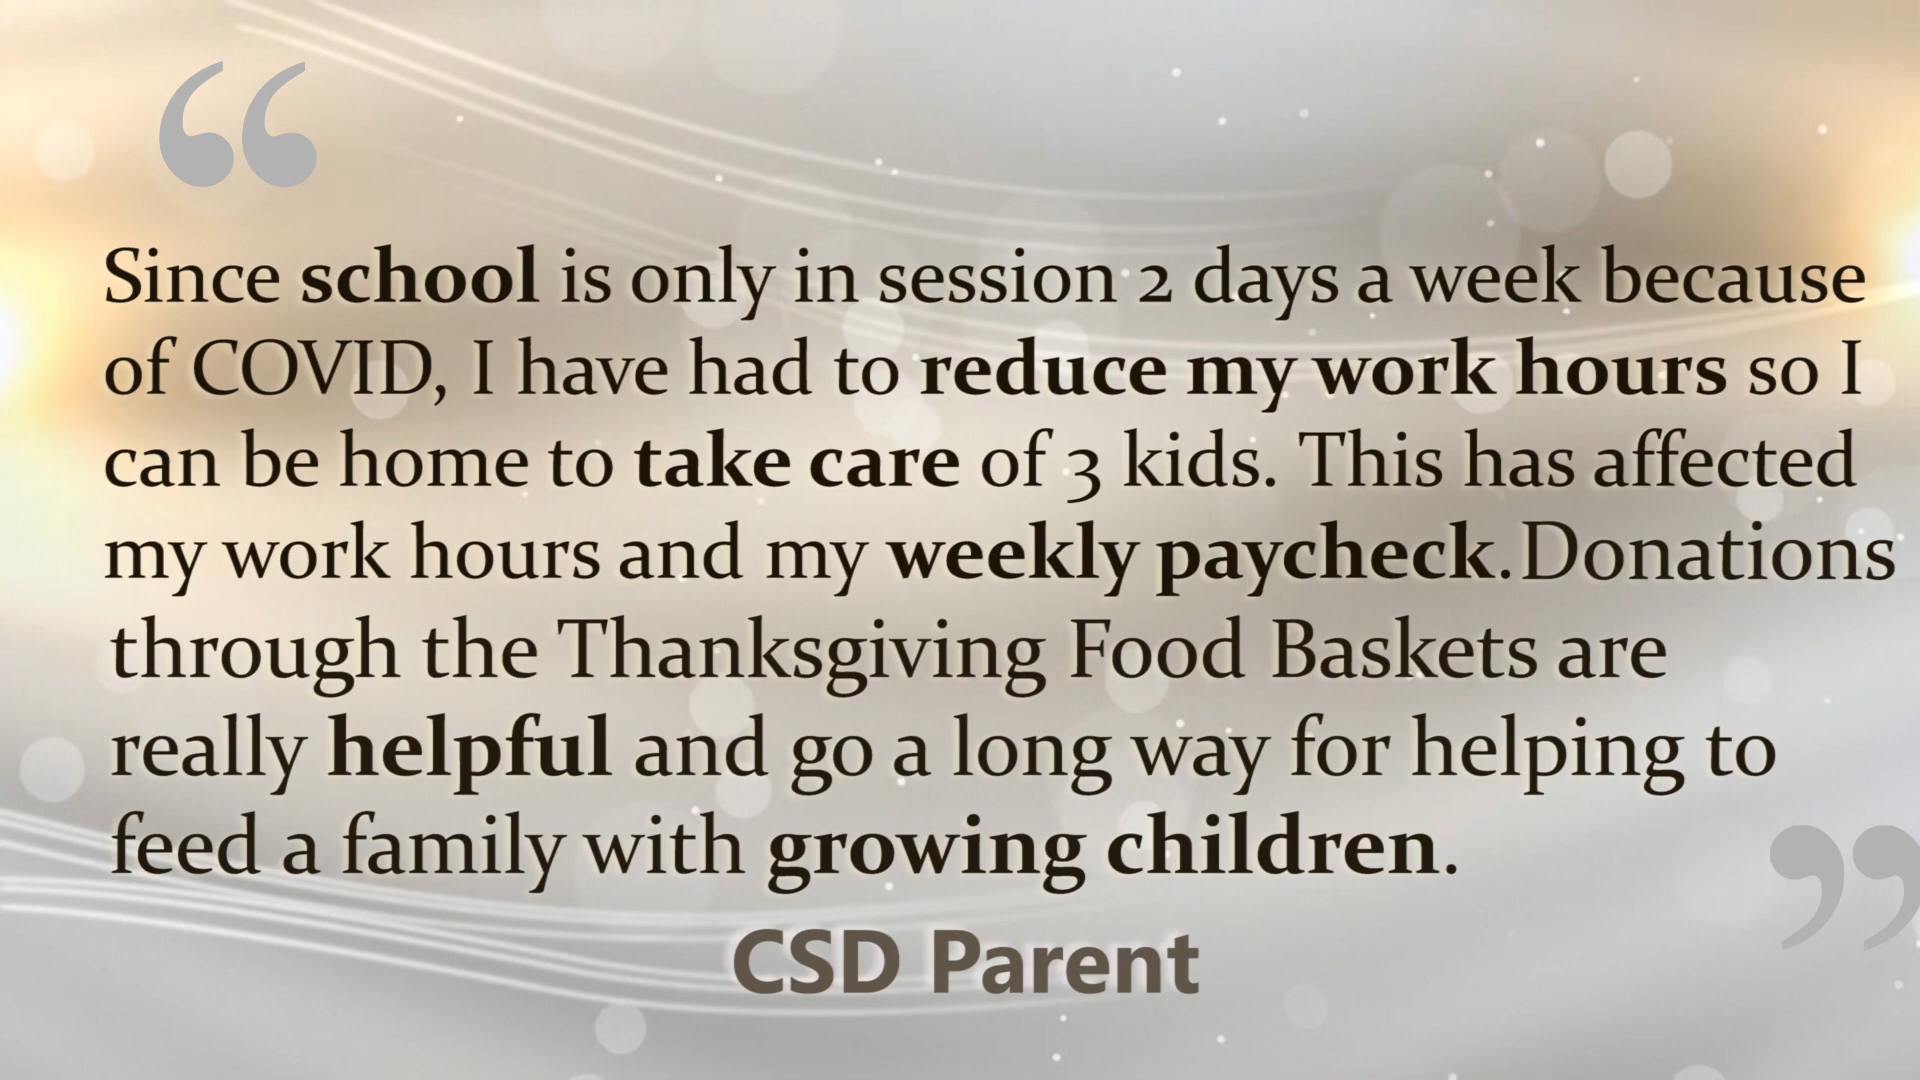 “
Since school is only in session 2 days a week because
of COVID, I have had to reduce my work hours so I
can be home to take care of 3 kids. This has affected
my work hours and my weekly paycheck. Donations
through the Thanksgiving Food Baskets are
really helpful and go a long way for helping to
feed a family with growing children.
”
CSD Parent